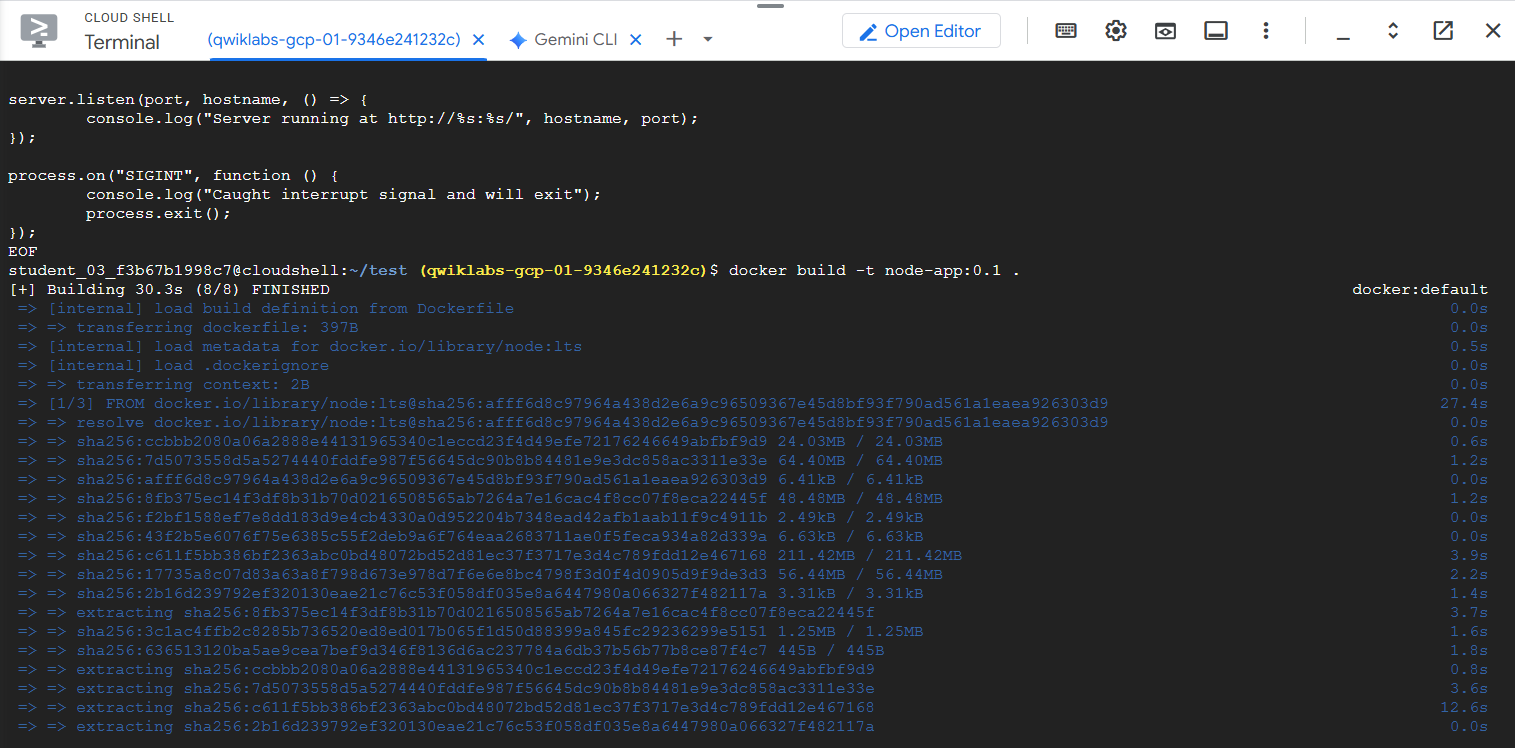 CLOUD SHELL
Terminal
(qwiklabs-gcp-01-9346e241232c)
Gemini CLI
Open Editor
server.listen(port, hostname, () => {
        console.log("Server running at http://%s:%s/", hostname, port);
});
process.on("SIGINT", function () {
        console.log("Caught interrupt signal and will exit");
        process.exit();
});
EOF
student_03_f3b67b1998c7@cloudshell:~/test (qwiklabs-gcp-01-9346e241232c)$ docker build -t node-app:0.1 .
[+] Building 30.3s (8/8) FINISHED docker:default
=> [internal] load build definition from Dockerfile 0.0s
=> => transferring dockerfile: 397B 0.0s
=> [internal] load metadata for docker.io/library/node:lts 0.5s
=> [internal] load .dockerignore 0.0s
=> => transferring context: 2B 0.0s
=> [1/3] FROM docker.io/library/node:lts@sha256:afff6d8c97964a438d2e6a9c96509367e45d8bf93f790ad561a1eaea926303d9 27.4s
=> => resolve docker.io/library/node:lts@sha256:afff6d8c97964a438d2e6a9c96509367e45d8bf93f790ad561a1eaea926303d9 0.0s
=> => sha256:ccbbb2080a06a2888e44131965340c1eccd23f4d49efe72176246649abfbf9d9 24.03MB / 24.03MB 0.6s
=> => sha256:7d5073558d5a5274440fddfe987f56645dc90b8b84481e9e3dc858ac3311e33e 64.40MB / 64.40MB 1.2s
=> => sha256:afff6d8c97964a438d2e6a9c96509367e45d8bf93f790ad561a1eaea926303d9 6.41kB / 6.41kB 0.0s
=> => sha256:8fb375ec14f3df8b31b70d0216508565ab7264a7e16cac4f8cc07f8eca22445f 48.48MB / 48.48MB 1.2s
=> => sha256:f2bf1588ef7e8dd183d9e4cb4330a0d952204b7348ead42afb1aab11f9c4911b 2.49kB / 2.49kB 0.0s
=> => sha256:43f2b5e6076f75e6385c55f2deb9a6f764eaa2683711ae0f5feca934a82d339a 6.63kB / 6.63kB 0.0s
=> => sha256:c611f5bb386bf2363abc0bd48072bd52d81ec37f3717e3d4c789fdd12e467168 211.42MB / 211.42MB 3.9s
=> => sha256:17735a8c07d83a63a8f798d673e978d7f6e6e8bc4798f3d0f4d0905d9f9de3d3 56.44MB / 56.44MB 2.2s
=> => sha256:2b16d239792ef320130eae21c76c53f058df035e8a6447980a066327f482117a 3.31kB / 3.31kB 1.4s
=> => extracting sha256:8fb375ec14f3df8b31b70d0216508565ab7264a7e16cac4f8cc07f8eca22445f 3.7s
=> => sha256:3c1ac4ffb2c8285b736520ed8ed017b065f1d50d88399a845fc29236299e5151 1.25MB / 1.25MB 1.6s
=> => sha256:636513120ba5ae9cea7bef9d346f8136d6ac237784a6db37b56b77b8ce87f4c7 445B / 445B 1.8s
=> => extracting sha256:ccbbb2080a06a2888e44131965340c1eccd23f4d49efe72176246649abfbf9d9 0.8s
=> => extracting sha256:7d5073558d5a5274440fddfe987f56645dc90b8b84481e9e3dc858ac3311e33e 3.6s
=> => extracting sha256:c611f5bb386bf2363abc0bd48072bd52d81ec37f3717e3d4c789fdd12e467168 12.6s
=> => extracting sha256:2b16d239792ef320130eae21c76c53f058df035e8a6447980a066327f482117a 0.0s